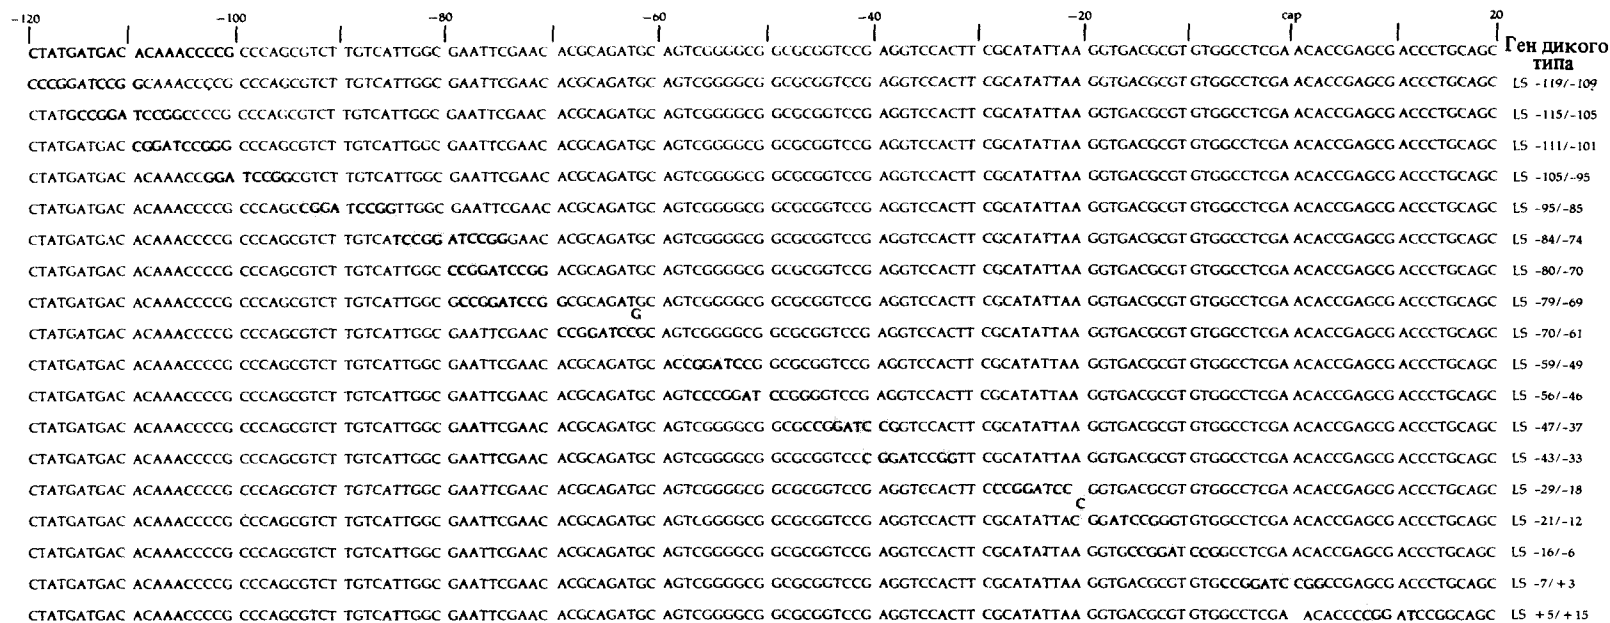 -120 -100 -80 -60 -40 -20 cap 20
CTATGATGAC ACAAACCCCG CCCAGCGTCT TGTCATTGGC GAATTCGAAC ACGCAGATGC AGTCGGGGCG GCGCGGTCCG AGGTCCACTT CGCATATTAA GGTGACGCGT GTGGCCTCGA ACACCGAGCG ACCCTGCAGC Ген дикого типа
CCCGGATCCG GCAAACCCCG CCCAGCGTCT TGTCATTGGC GAATTCGAAC ACGCAGATGC AGTCGGGGCG GCGCGGTCCG AGGTCCACTT CGCATATTAA GGTGACGCGT GTGGCCTCGA ACACCGAGCG ACCCTGCAGC LS -119/-109
CTATGCCGGA TCCGGCCCCG CCCAGCGTCT TGTCATTGGC GAATTCGAAC ACGCAGATGC AGTCGGGGCG GCGCGGTCCG AGGTCCACTT CGCATATTAA GGTGACGCGT GTGGCCTCGA ACACCGAGCG ACCCTGCAGC LS -115/-105
CTATGATGAC CGGATCCGGG CCCAGCGTCT TGTCATTGGC GAATTCGAAC ACGCAGATGC AGTCGGGGCG GCGCGGTCCG AGGTCCACTT CGCATATTAA GGTGACGCGT GTGGCCTCGA ACACCGAGCG ACCCTGCAGC LS -111/-101
CTATGATGAC ACAAACCGGA TCCGGCGTCT TGTCATTGGC GAATTCGAAC ACGCAGATGC AGTCGGGGCG GCGCGGTCCG AGGTCCACTT CGCATATTAA GGTGACGCGT GTGGCCTCGA ACACCGAGCG ACCCTGCAGC LS -105/-95
CTATGATGAC ACAAACCCCG CCCAGCCGGA TCCGGTTGGC GAATTCGAAC ACGCAGATGC AGTCGGGGCG GCGCGGTCCG AGGTCCACTT CGCATATTAA GGTGACGCGT GTGGCCTCGA ACACCGAGCG ACCCTGCAGC LS -95/-85
CTATGATGAC ACAAACCCCG CCCAGCGTCT TGTCATCCGG ATCCGGGAAC ACGCAGATGC AGTCGGGGCG GCGCGGTCCG AGGTCCACTT CGCATATTAA GGTGACGCGT GTGGCCTCGA ACACCGAGCG ACCCTGCAGC LS -84/-74
CTATGATGAC ACAAACCCCG CCCAGCGTCT TGTCATTGGC CCGGATCCGG ACGCAGATGC AGTCGGGGCG GCGCGGTCCG AGGTCCACTT CGCATATTAA GGTGACGCGT GTGGCCTCGA ACACCGAGCG ACCCTGCAGC LS -80/-70
CTATGATGAC ACAAACCCCG CCCAGCGTCT TGTCATTGGC GCCGGATCCG GCGCAGATGC AGTCGGGGCG GCGCGGTCCG AGGTCCACTT CGCATATTAA GGTGACGCGT GTGGCCTCGA ACACCGAGCG ACCCTGCAGC LS -79/-69
G
CTATGATGAC ACAAACCCCG CCCAGCGTCT TGTCATTGGC GAATTCGAAC CCGGATCCGC AGTCGGGGCG GCGCGGTCCG AGGTCCACTT CGCATATTAA GGTGACGCGT GTGGCCTCGA ACACCGAGCG ACCCTGCAGC LS -70/-61
CTATGATGAC ACAAACCCCG CCCAGCGTCT TGTCATTGGC GAATTCGAAC ACGCAGATGC ACCGGATCCG GCGCGGTCCG AGGTCCACTT CGCATATTAA GGTGACGCGT GTGGCCTCGA ACACCGAGCG ACCCTGCAGC LS -59/-49
CTATGATGAC ACAAACCCCG CCCAGCGTCT TGTCATTGGC GAATTCGAAC ACGCAGATGC AGTCCCGGAT CCGGGGTCCG AGGTCCACTT CGCATATTAA GGTGACGCGT GTGGCCTCGA ACACCGAGCG ACCCTGCAGC LS -56/-46
CTATGATGAC ACAAACCCCG CCCAGCGTCT TGTCATTGGC GAATTCGAAC ACGCAGATGC AGTCGGGGCG GCGCCGGATC CGGTCCACTT CGCATATTAA GGTGACGCGT GTGGCCTCGA ACACCGAGCG ACCCTGCAGC LS -47/-37
CTATGATGAC ACAAACCCCG CCCAGCGTCT TGTCATTGGC GAATTCGAAC ACGCAGATGC AGTCGGGGCG GCGCGGTCCC CGGATCCGGTT CGCATATTAA GGTGACGCGT GTGGCCTCGA ACACCGAGCG ACCCTGCAGC LS -43/-33
CTATGATGAC ACAAACCCCG CCCAGCGTCT TGTCATTGGC GAATTCGAAC ACGCAGATGC AGTCGGGGCG GCGCGGTCCG AGGTCCACTT CCCGGATCC GGTGACGCGT GTGGCCTCGA ACACCGAGCG ACCCTGCAGC LS -29/-18
C
CTATGATGAC ACAAACCCCG CCCAGCGTCT TGTCATTGGC GAATTCGAAC ACGCAGATGC AGTCGGGGCG GCGCGGTCCG AGGTCCACTT CGCATATTAC GGATCCGGGTGTGGCCTCGA ACACCGAGCG ACCCTGCAGC LS -21/-12
CTATGATGAC ACAAACCCCG CCCAGCGTCT TGTCATTGGC GAATTCGAAC ACGCAGATGC AGTCGGGGCG GCGCGGTCCG AGGTCCACTT CGCATATTAA GGTGCCGGAT CCGGCCTCGA ACACCGAGCG ACCCTGCAGC LS -16/-6
CTATGATGAC ACAAACCCCG CCCAGCGTCT TGTCATTGGC GAATTCGAAC ACGCAGATGC AGTCGGGGCG GCGCGGTCCG AGGTCCACTT CGCATATTAA GGTGACGCGT GTGCCGGATC CGGCCGAGCG ACCCTGCAGC LS -7/+3
CTATGATGAC ACAAACCCCG CCCAGCGTCT TGTCATTGGC GAATTCGAAC ACGCAGATGC AGTCGGGGCG GCGCGGTCCG AGGTCCACTT CGCATATTAA GGTGACGCGT GTGGCCTCGA ACACCCCGG ATCCGGCAGC LS +5/+15